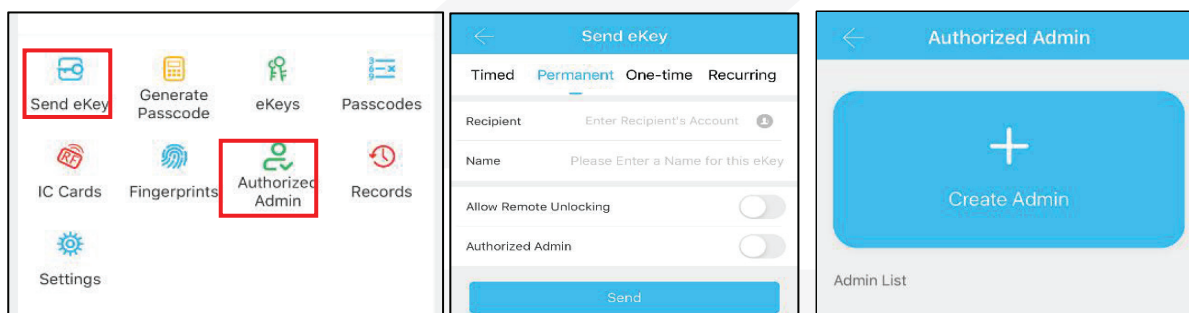 Send eKey
Generate
Passcode
eKeys
Passcodes
IC Cards
Fingerprints
Authorized
Admin
Records
Settings
Send eKey
Timed Permanent One-time Recurring
Recipient Enter Recipient's Account
Name Please Enter a Name for this eKey
Allow Remote Unlocking
Authorized Admin
Send
Authorized Admin
Create Admin
Admin List